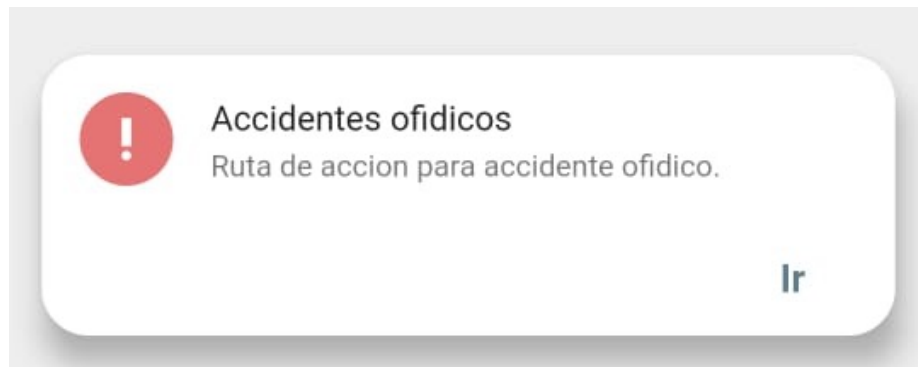 Accidentes ofidicos
Ruta de accion para accidente ofidico.
Ir